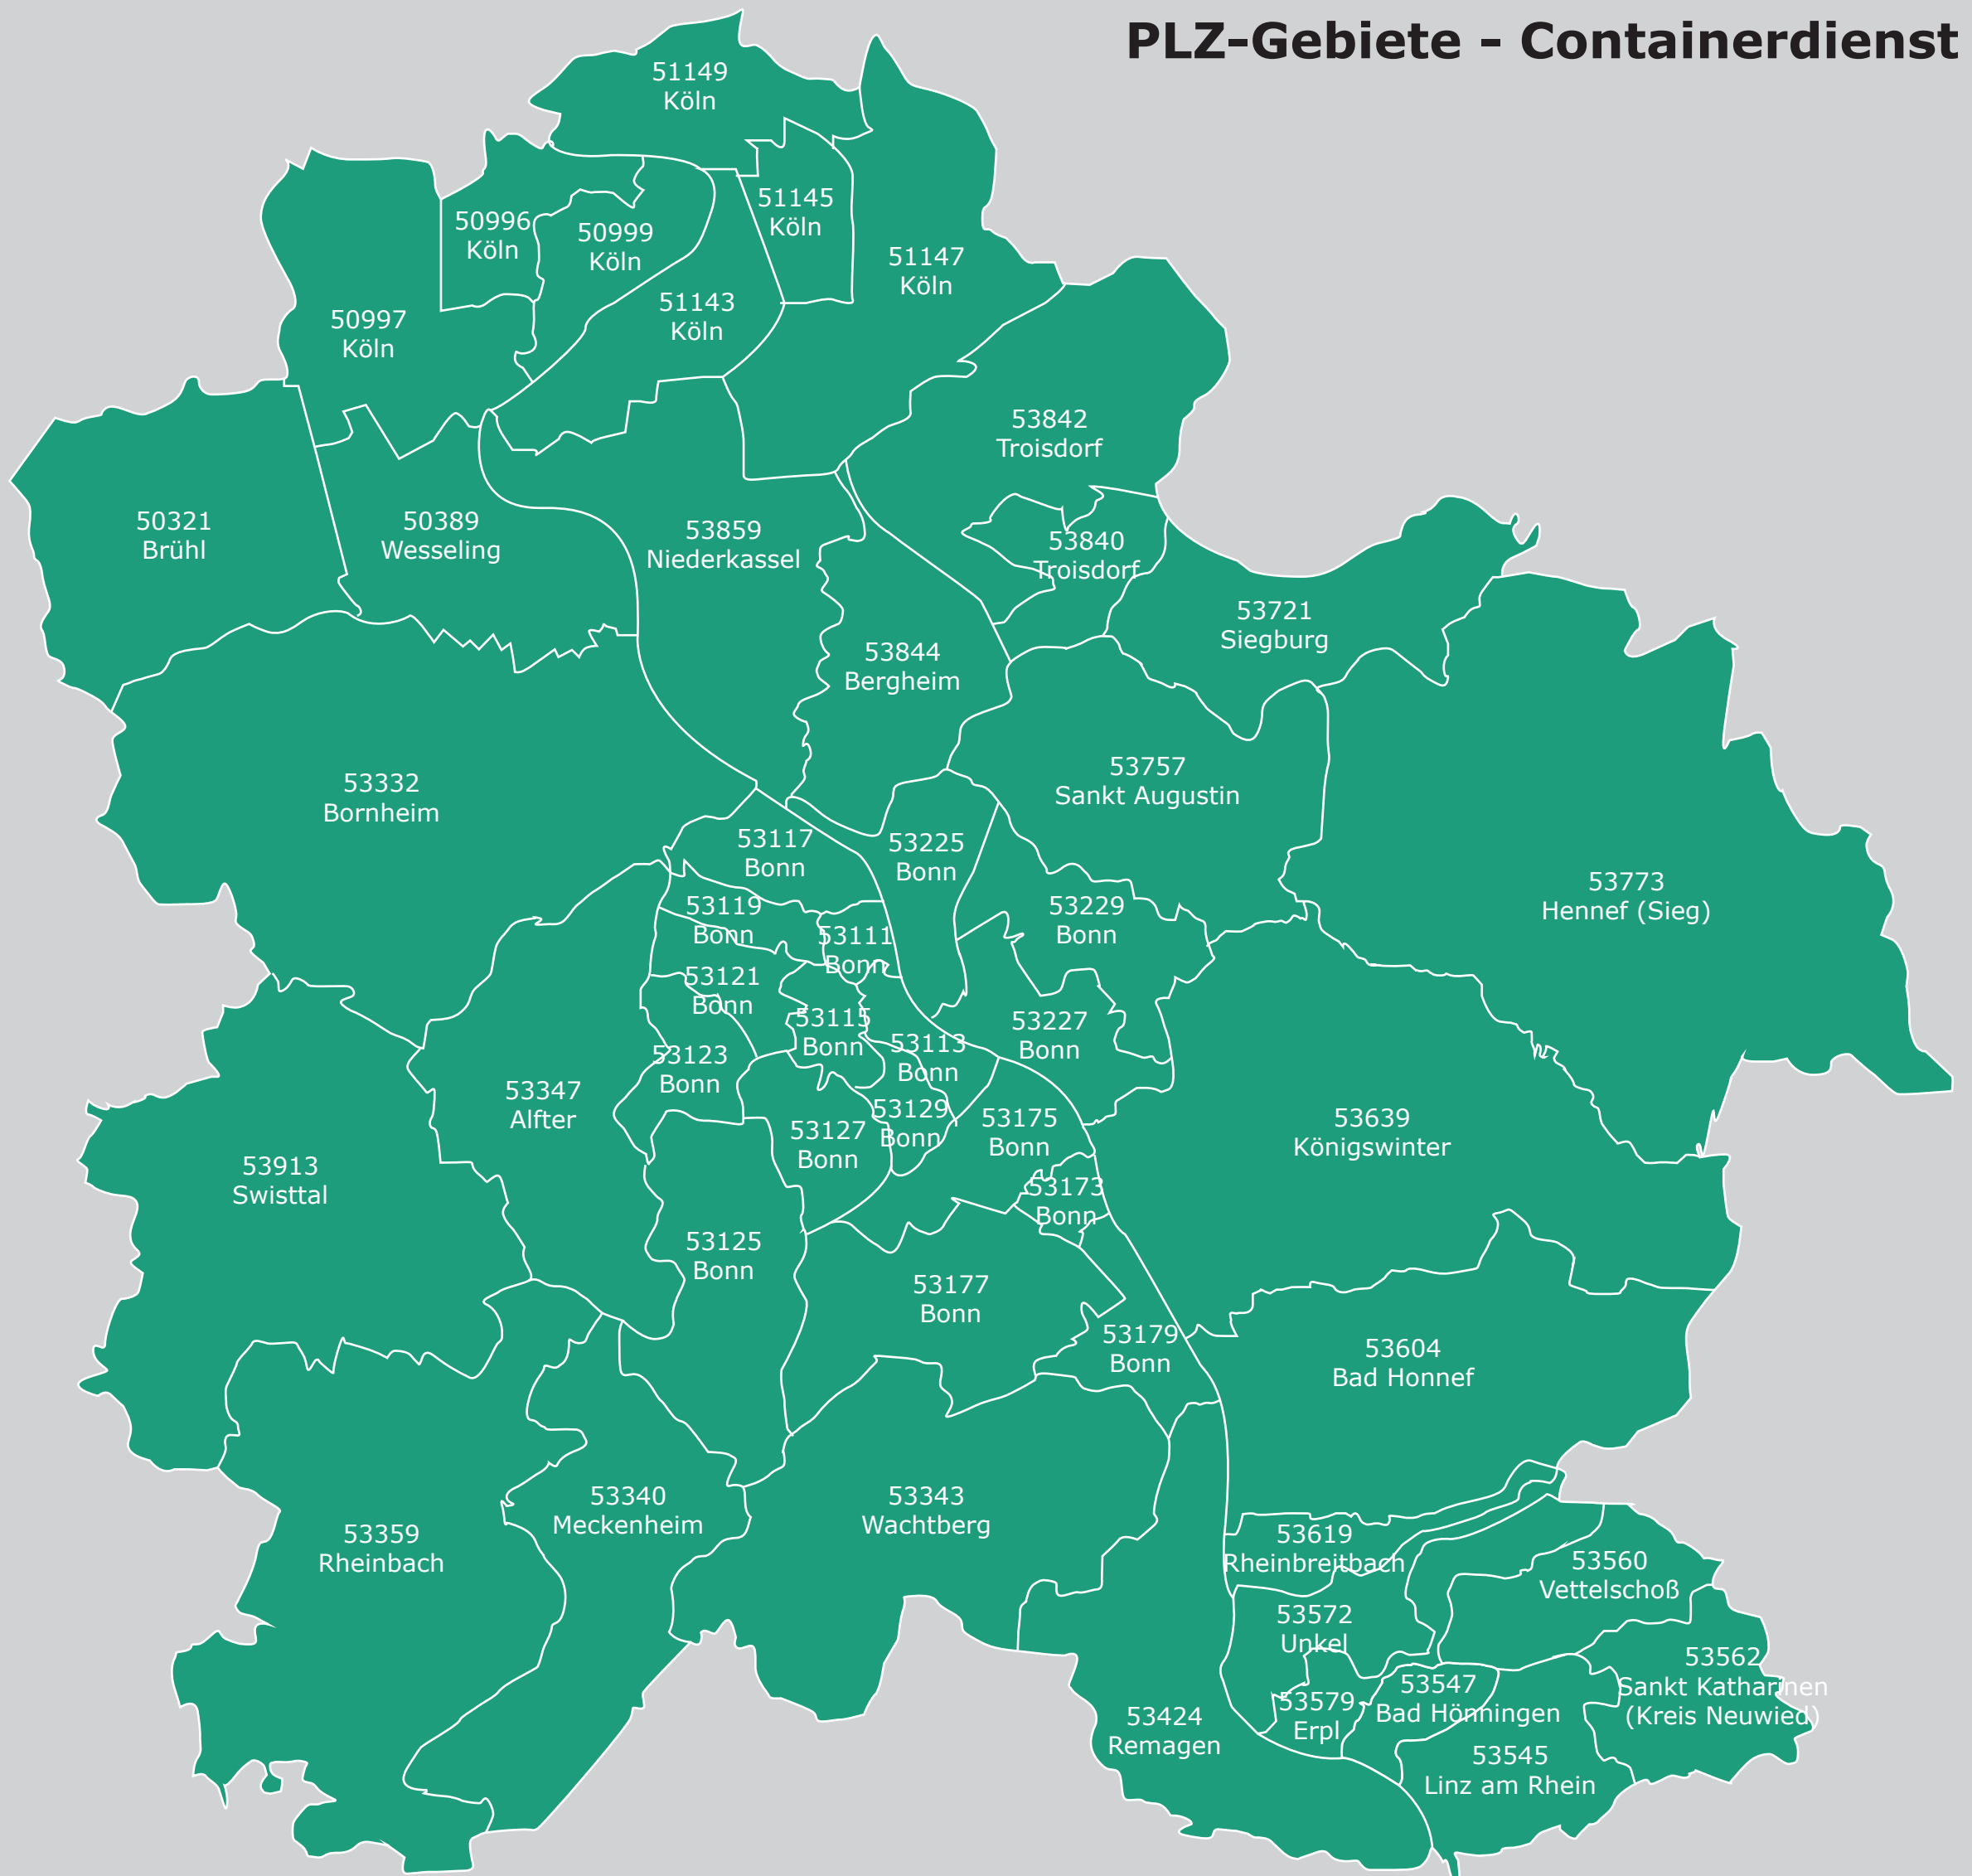 PLZ-Gebiete - Containerdienst
51149
Köln
51145
Köln
50996
Köln
50999
Köln
51147
Köln
51143
Köln
50997
Köln
53842
Troisdorf
50321
Brühl
50389
Wesseling
53859
Niederkassel
53840
Troisdorf
53721
Siegburg
53844
Bergheim
53757
Sankt Augustin
53332
Bornheim
53117
Bonn
53225
Bonn
53773
Hennef (Sieg)
53119
Bonn
53229
Bonn
53111
Bonn
53121
Bonn
53115
Bonn
53227
Bonn
53113
Bonn
53123
Bonn
53347
Alfter
53129
Bonn
53175
Bonn
53639
Königswinter
53127
Bonn
53913
Swisttal
53173
Bonn
53125
Bonn
53177
Bonn
53179
Bonn
53604
Bad Honnef
53340
Meckenheim
53343
Wachtberg
53359
Rheinbach
53619
Rheinbreitbach
53560
Vettelschoß
53572
Unkel
53562
Sankt Katharinen
(Kreis Neuwied)
53547
Bad Hönningen
53579
Erpl
53424
Remagen
53545
Linz am Rhein